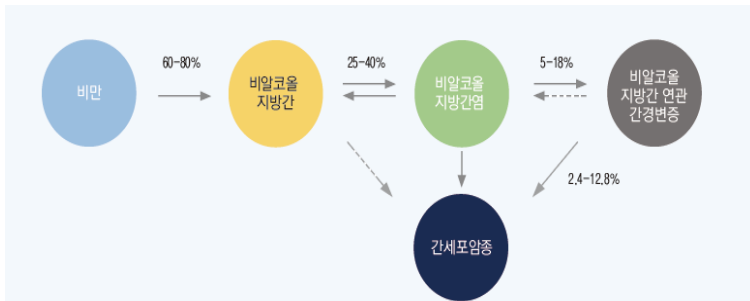 60-80%
25-40%
5-18%
비만
비알코올
지방간
비알코올
지방간염
비알코올
지방간 연관
간경변증
2.4-12.8%
간세포암종